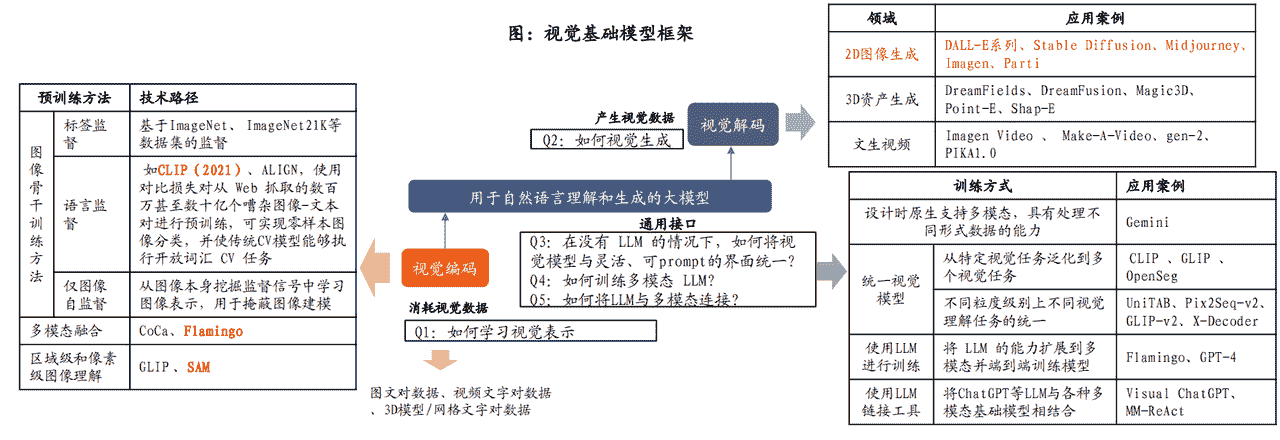 图：视觉基础模型框架
预训练方法
技术路径
图像骨干训练方法
标签监
督
基于ImageNet、 ImageNet21K等
数据集的监督
语言监
督
如CLIP（2021）、ALIGN，使用
对比损失对从 Web 抓取的数百
万甚至数十亿个嘈杂图像-文本
对进行预训练，可实现零样本图
像分类，并使传统CV模型能够执
行开放词汇 CV 任务
仅图像
自监督
从图像本身挖掘监督信号中学习
图像表示，用于掩蔽图像建模
多模态融合
CoCa、Flamingo
区域级和像素
级图像理解
GLIP 、SAM
产生视觉数据
Q2: 如何视觉生成
视觉解码
用于自然语言理解和生成的大模型
通用接口
Q3: 在没有 LLM 的情况下，如何将视
觉模型与灵活、可prompt的界面统一？
Q4: 如何训练多模态 LLM？
Q5: 如何将LLM与多模态连接？
视觉编码
消耗视觉数据
Q1: 如何学习视觉表示
图文对数据、视频文字对数据
、3D模型/网格文字对数据
领域
应用案例
2D图像生成
DALL-E系列、Stable Diffusion、Midjourney、
Imagen、Parti
3D资产生成
DreamFields、DreamFusion、Magic3D、
Point-E、Shap-E
文生视频
Imagen Video 、 Make-A-Video、gen-2、
PIKA1.0
训练方式
应用案例
设计时原生支持多模态，具有处理不
同形式数据的能力
Gemini
统一视觉
模型
从特定视觉任务泛化到多
个视觉任务
CLIP 、GLIP 、
OpenSeg
不同粒度级别上不同视觉
理解任务的统一
UniTAB、Pix2Seq-v2、
GLIP-v2、X-Decoder
使用LLM
进行训练
将 LLM 的能力扩展到多
模态并端到端训练模型
Flamingo、GPT-4
使用LLM
链接工具
将ChatGPT等LLM与各种多
模态基础模型相结合
Visual ChatGPT、
MM-ReAct